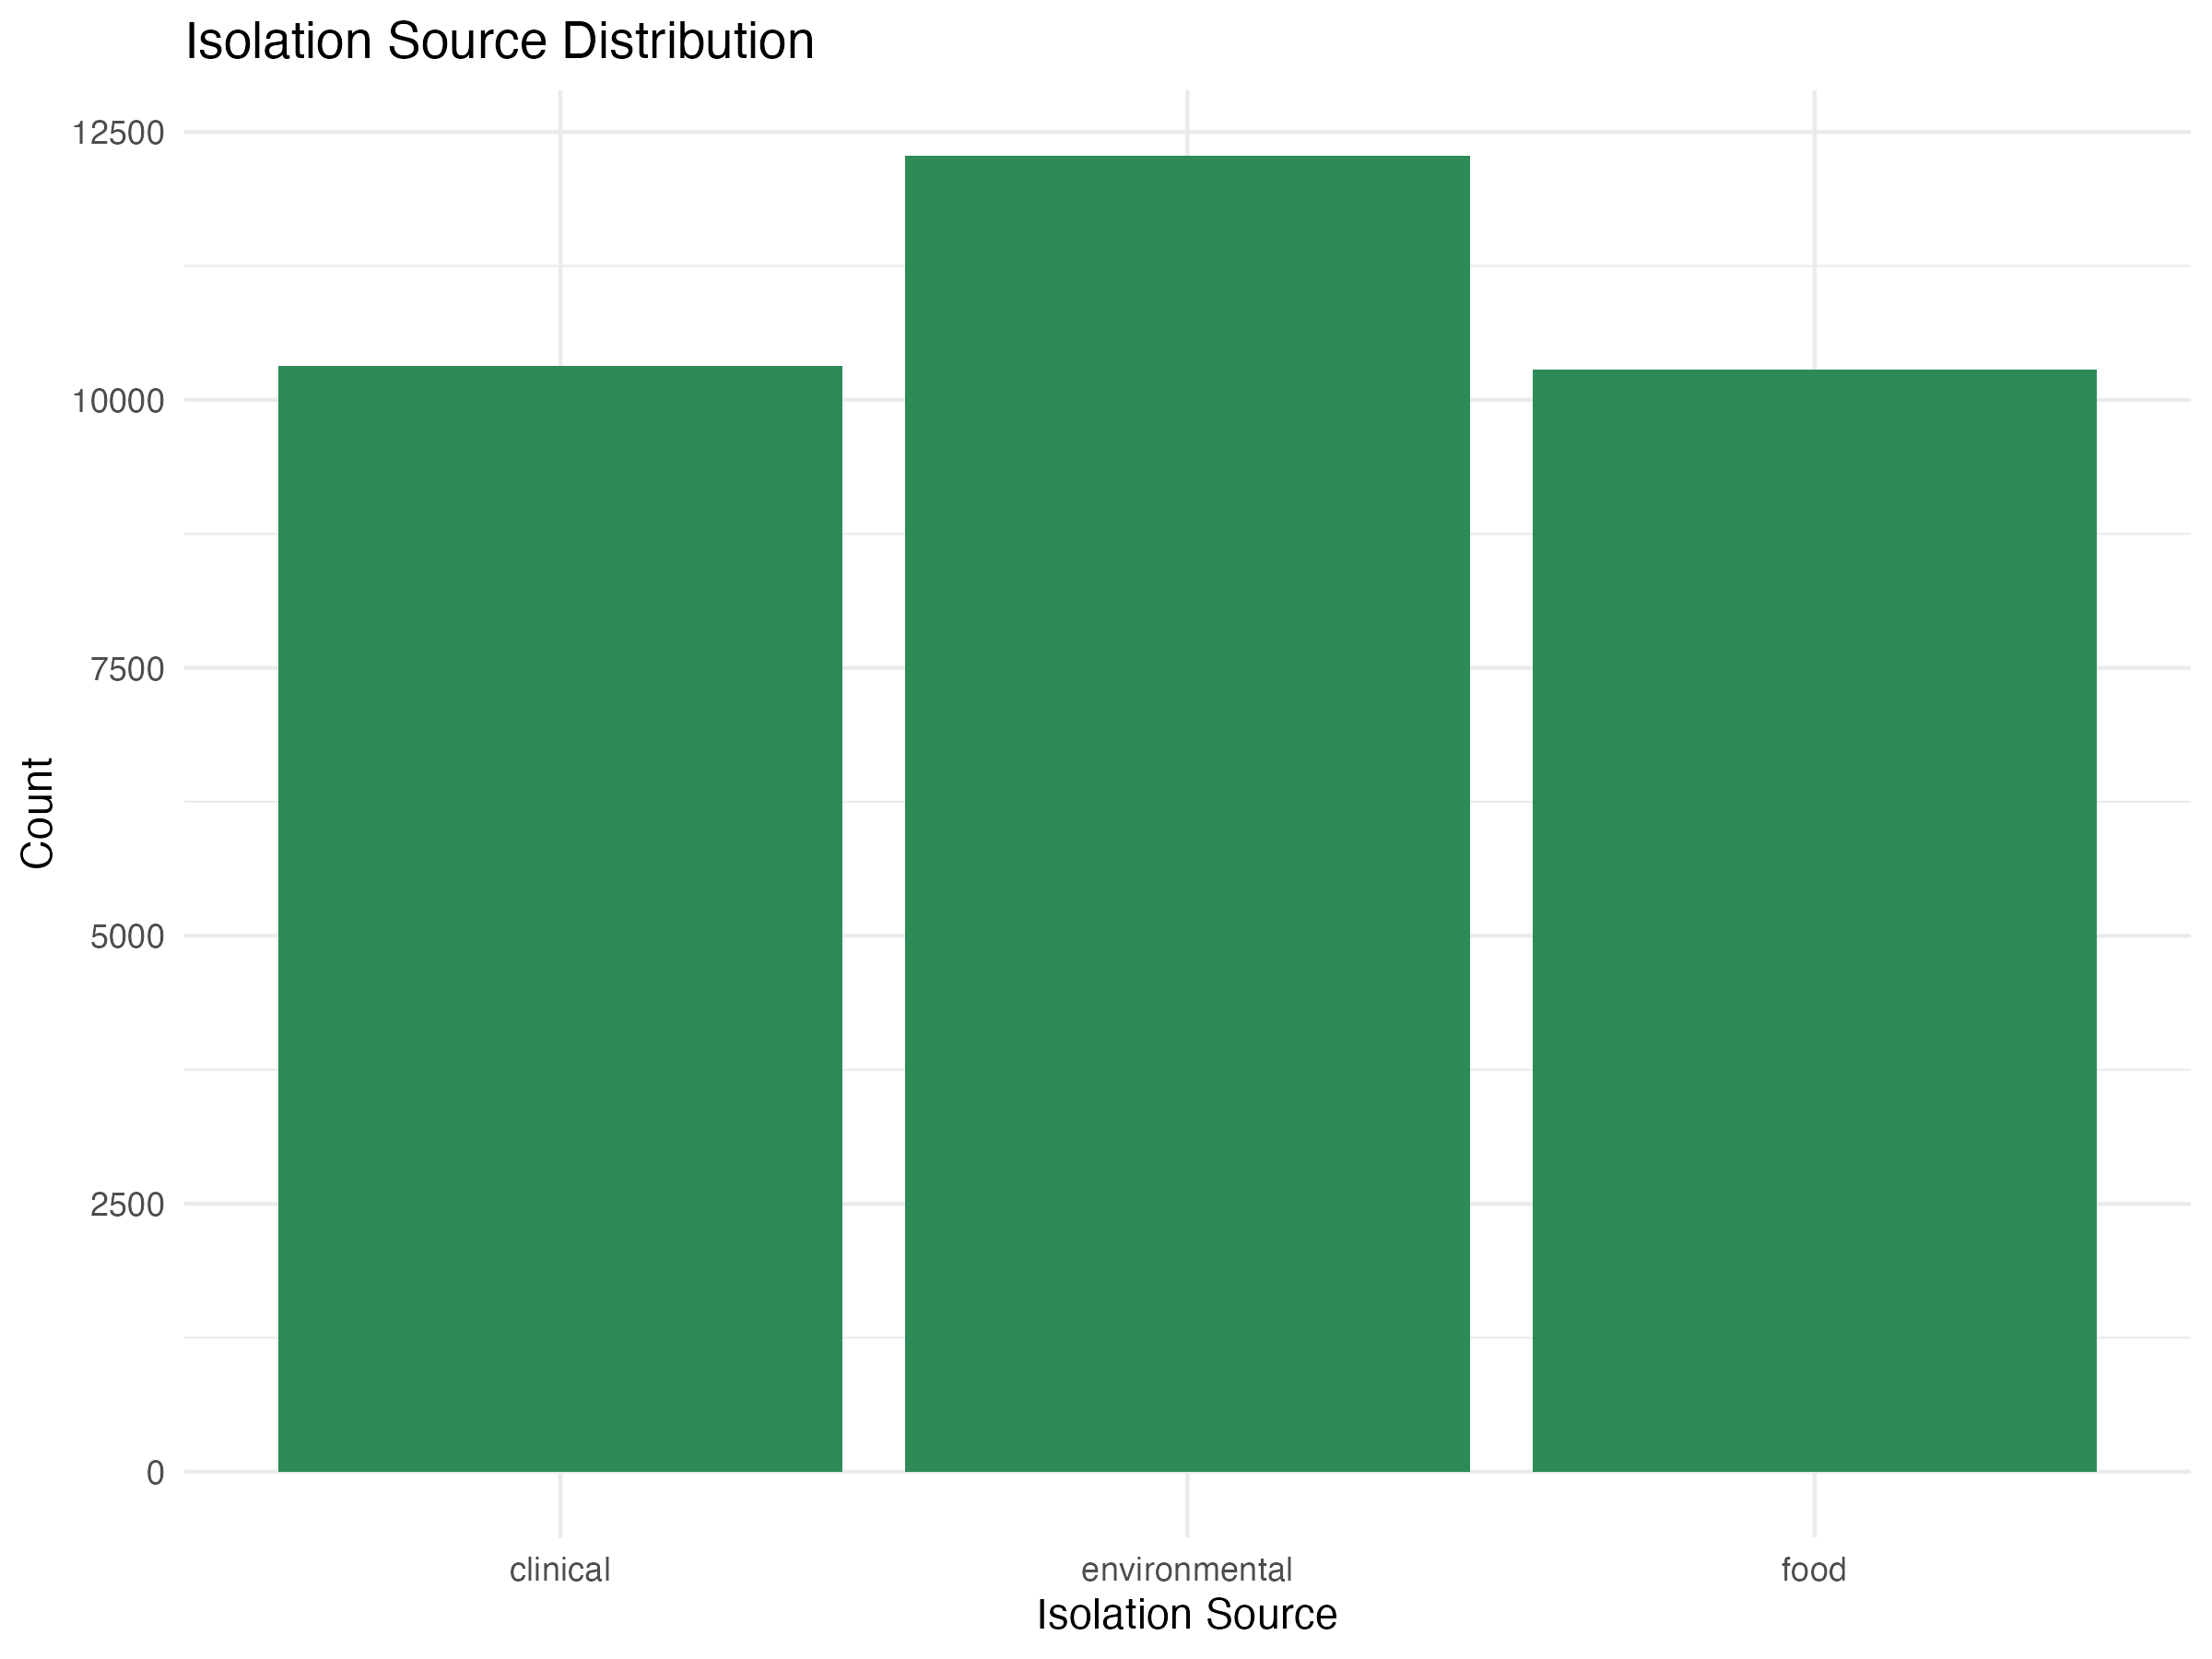 Isolation Source Distribution
12500
10000
7500
5000
2500
0
Count
clinical
environmental
food
Isolation Source